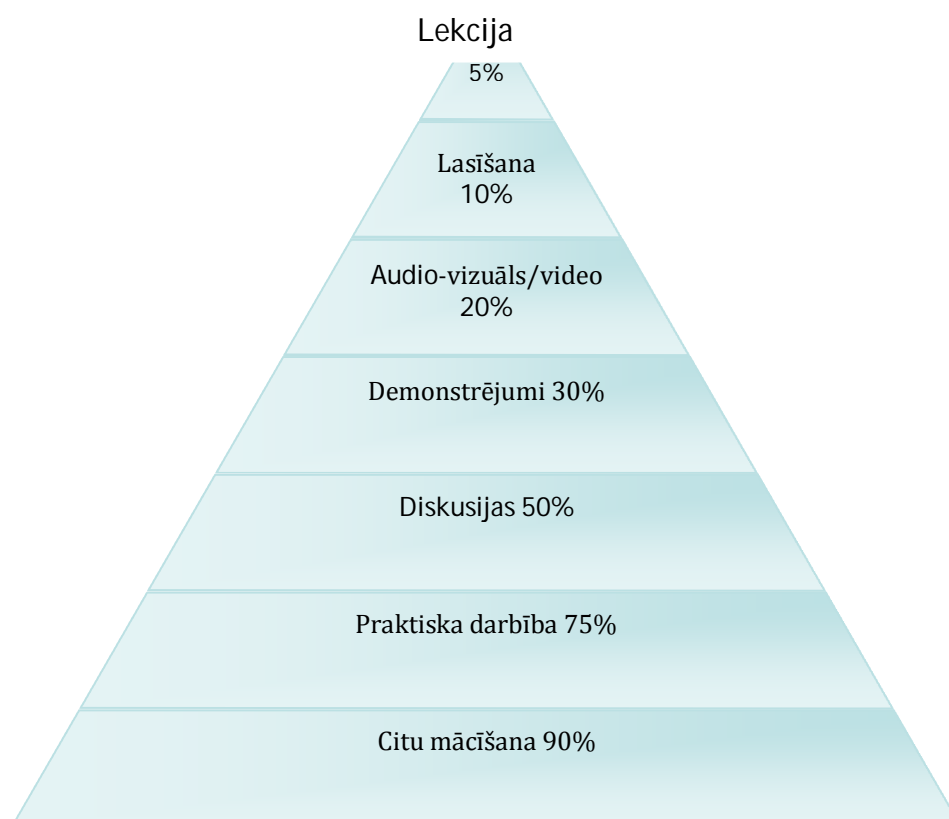 Lekcija
5%
Lasīšana
10%
Audio-vizuāls/video
20%
Demonstrējumi 30%
Diskusijas 50%
Praktiska darbība 75%
Citu mācīšana 90%